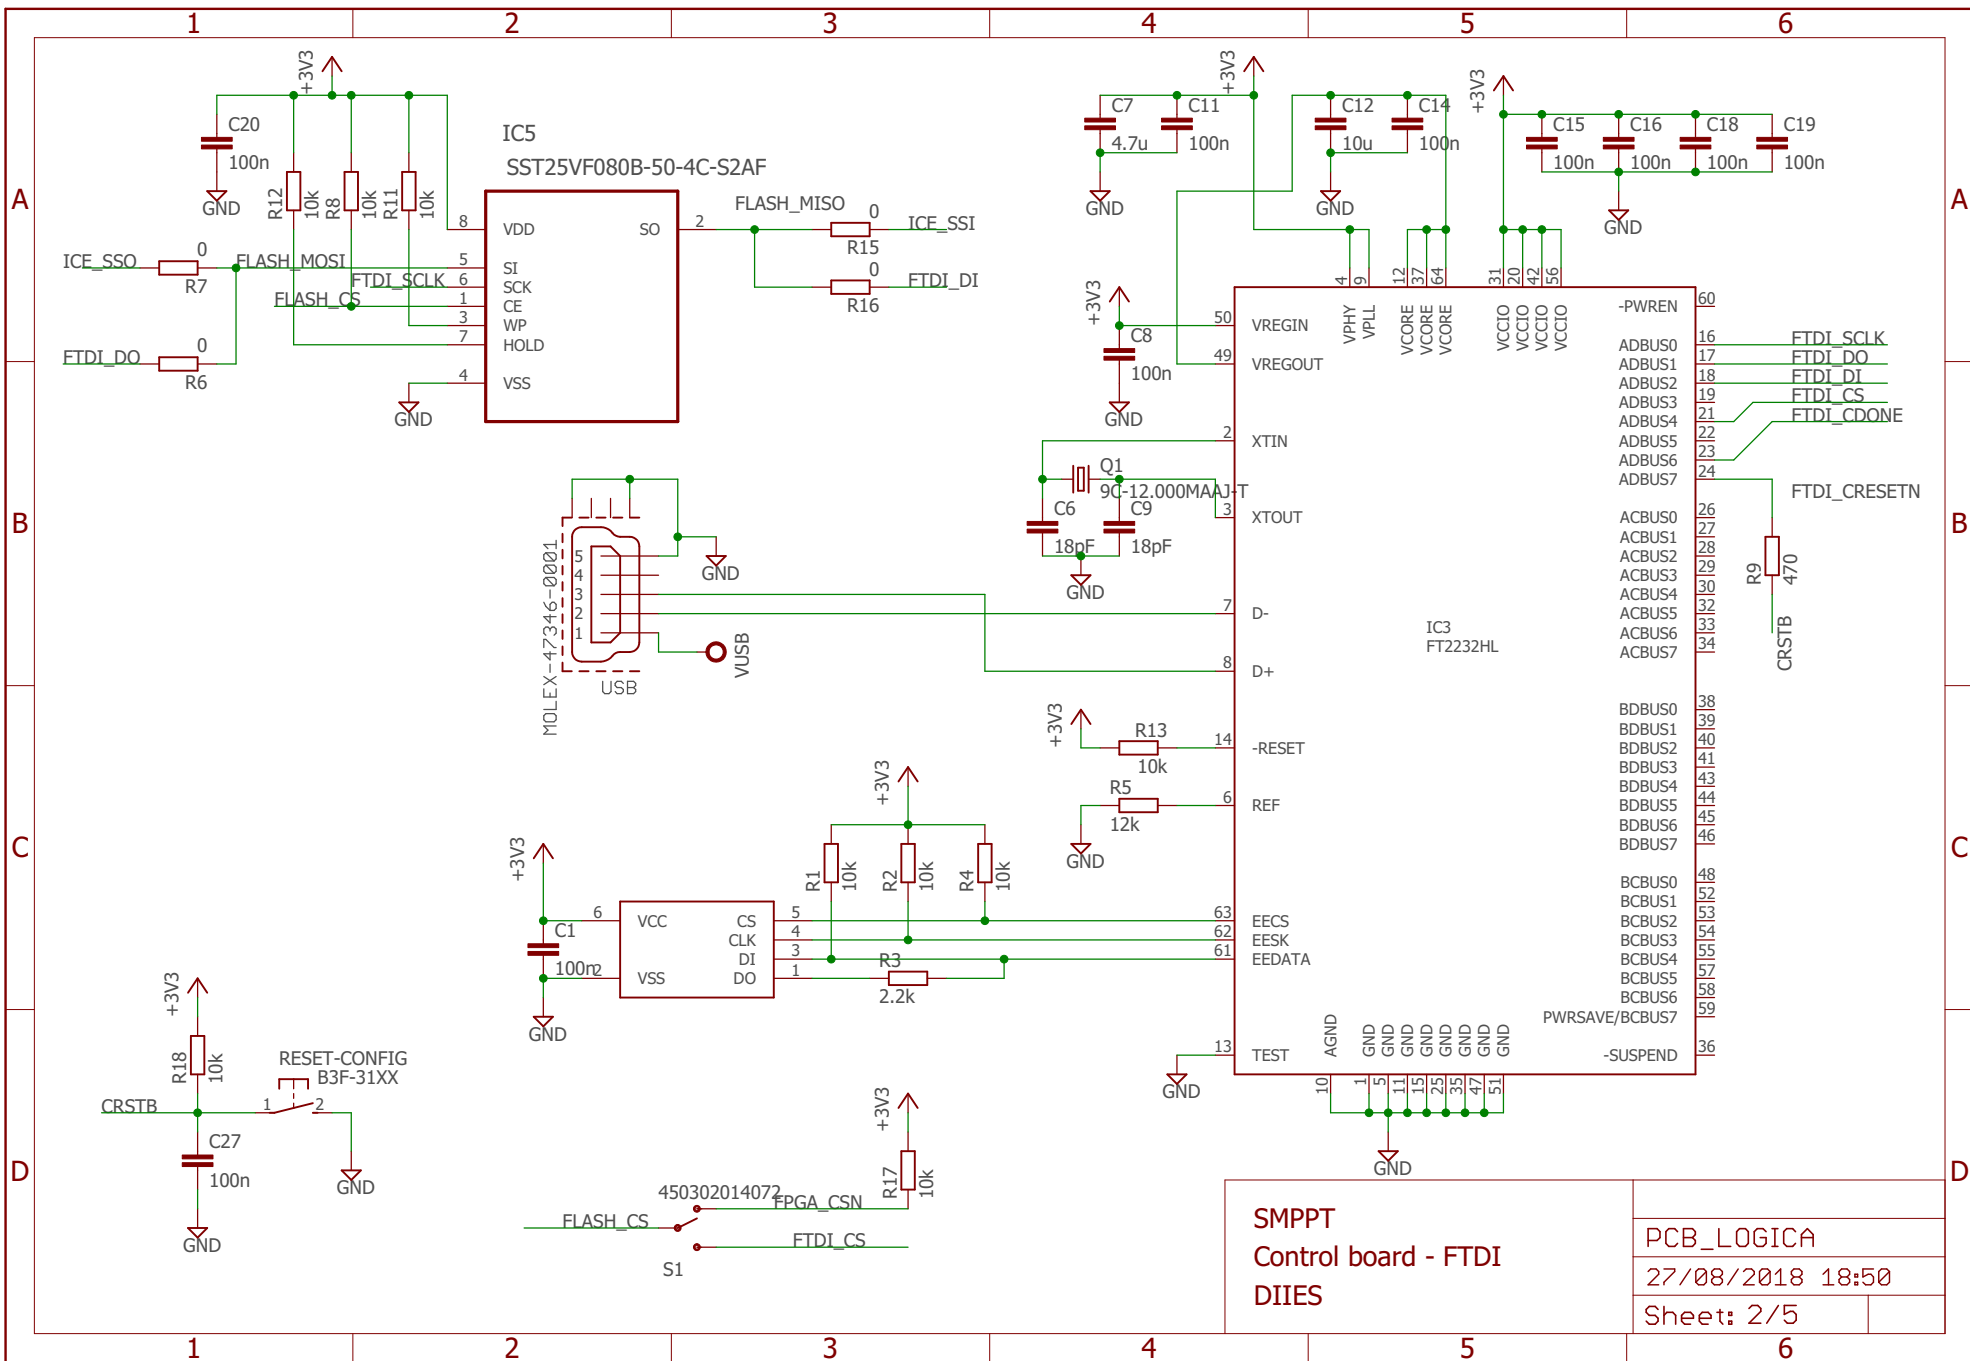 1 2 3 4 5 6
A
B
C
D
A
B
C
D
1 2 3 4 5 6
+3V3
C20
100n
GND
R12
10k
R8
10k
R11
10k
IC5
SST25VF080B-50-4C-S2AF
8 VDD
5 SI
6 SCK
1 CE
3 WP
7 HOLD
4 VSS
SO 2
GND
ICE_SSO
0
R7
FLASH_MOSI
FTDI_SCLK
FLASH_CS
FTDI_DO
0
R6
FLASH_MISO
0
R15
ICE_SSI
0
R16
FTDI_DI
+3V3
C7
4.7u
C11
100n
GND
C12
10u
C14
100n
GND
+3V3
C15
100n
C16
100n
C18
100n
C19
100n
GND
+3V3
C8
100n
GND
Q1
9C-12.000MAAJ-T
C6
18pF
C9
18pF
GND
MOLEX-47346-0001
5
4
3
2
1
USB
GND
VUSB
+3V3
R13
10k
R5
12k
GND
IC3
FT2232HL
50 VREGIN
49 VREGOUT
2 XTIN
3 XTOUT
7 D-
8 D+
14 -RESET
6 REF
63 EECS
62 EESK
61 EEDATA
13 TEST
GND
4 VPHY
9 VPLL
12 VCORE
37 VCORE
64 VCORE
31 VCCIO
20 VCCIO
42 VCCIO
56 VCCIO
-PWREN 60
ADBUS0 16 FTDI_SCLK
ADBUS1 17 FTDI_DO
ADBUS2 18 FTDI_DI
ADBUS3 19 FTDI_CS
ADBUS4 21 FTDI_CDONE
ADBUS5 22
ADBUS6 23
ADBUS7 24
FTDI_CRESETN
R9
470
CRSTB
ACBUS0 26
ACBUS1 27
ACBUS2 28
ACBUS3 29
ACBUS4 30
ACBUS5 32
ACBUS6 33
ACBUS7 34
BDBUS0 38
BDBUS1 39
BDBUS2 40
BDBUS3 41
BDBUS4 43
BDBUS5 44
BDBUS6 45
BDBUS7 46
BCBUS0 48
BCBUS1 52
BCBUS2 53
BCBUS3 54
BCBUS4 55
BCBUS5 57
BCBUS6 58
PWRSAVE/BCBUS7 59
-SUSPEND 36
AGND 10
GND 1
GND 5
GND 11
GND 15
GND 25
GND 35
GND 47
GND 51
GND
+3V3
R1
10k
R2
10k
R4
10k
+3V3
C1
100n
GND
6 VCC
2 VSS
CS 5
CLK 4
DI 3
DO 1
R3
2.2k
+3V3
R18
10k
CRSTB
C27
100n
GND
RESET-CONFIG
B3F-31XX
1 2
GND
+3V3
R17
10k
450302014072
FPGA_CSN
FLASH_CS
FTDI_CS
S1
SMPPT
Control board - FTDI
DIIES
PCB_LOGICA
27/08/2018 18:50
Sheet: 2/5